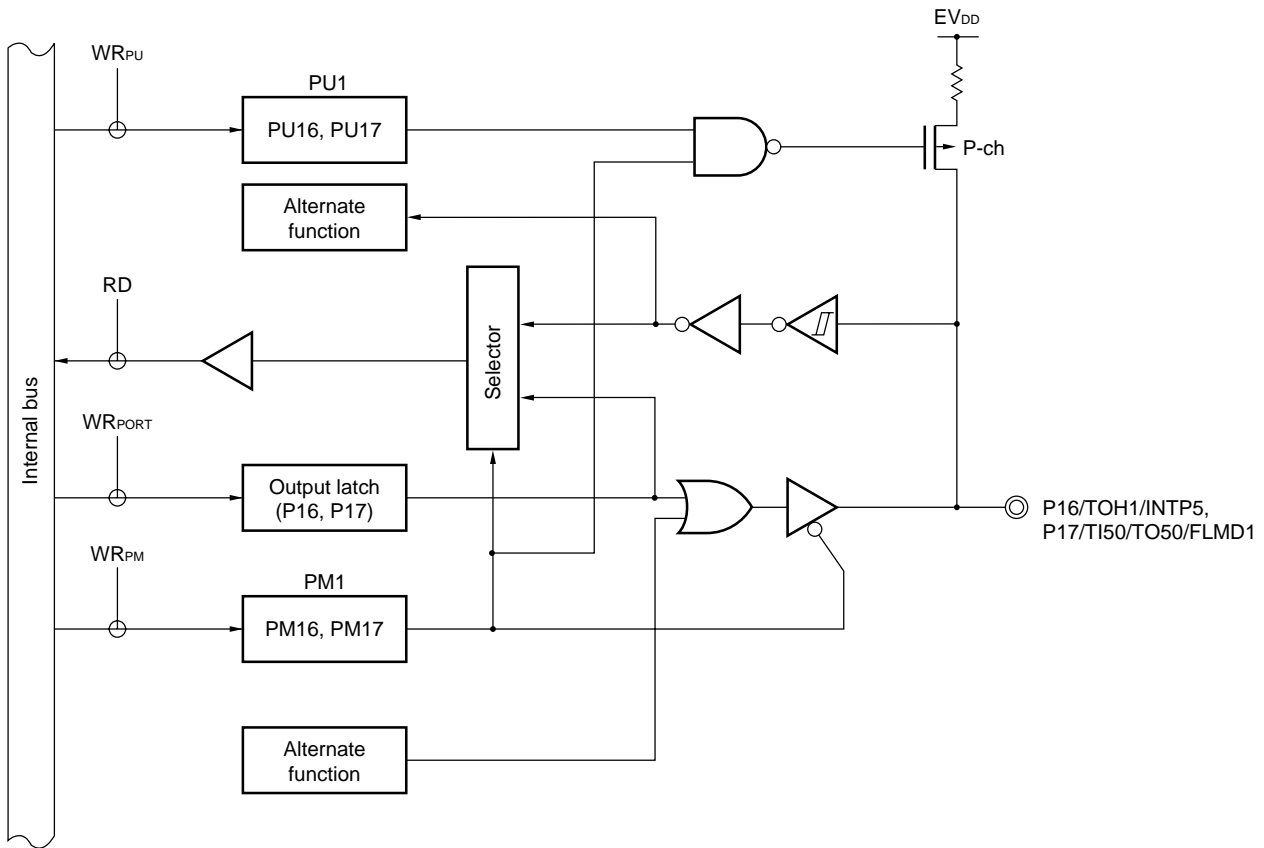 EVDD
WRPU
PU1
PU16, PU17
P-ch
Alternate
function
RD
Selector
Internal bus
WRPORT
Output latch
(P16, P17)
P16/TOH1/INTP5,
P17/TI50/TO50/FLMD1
WRPM
PM1
PM16, PM17
Alternate
function